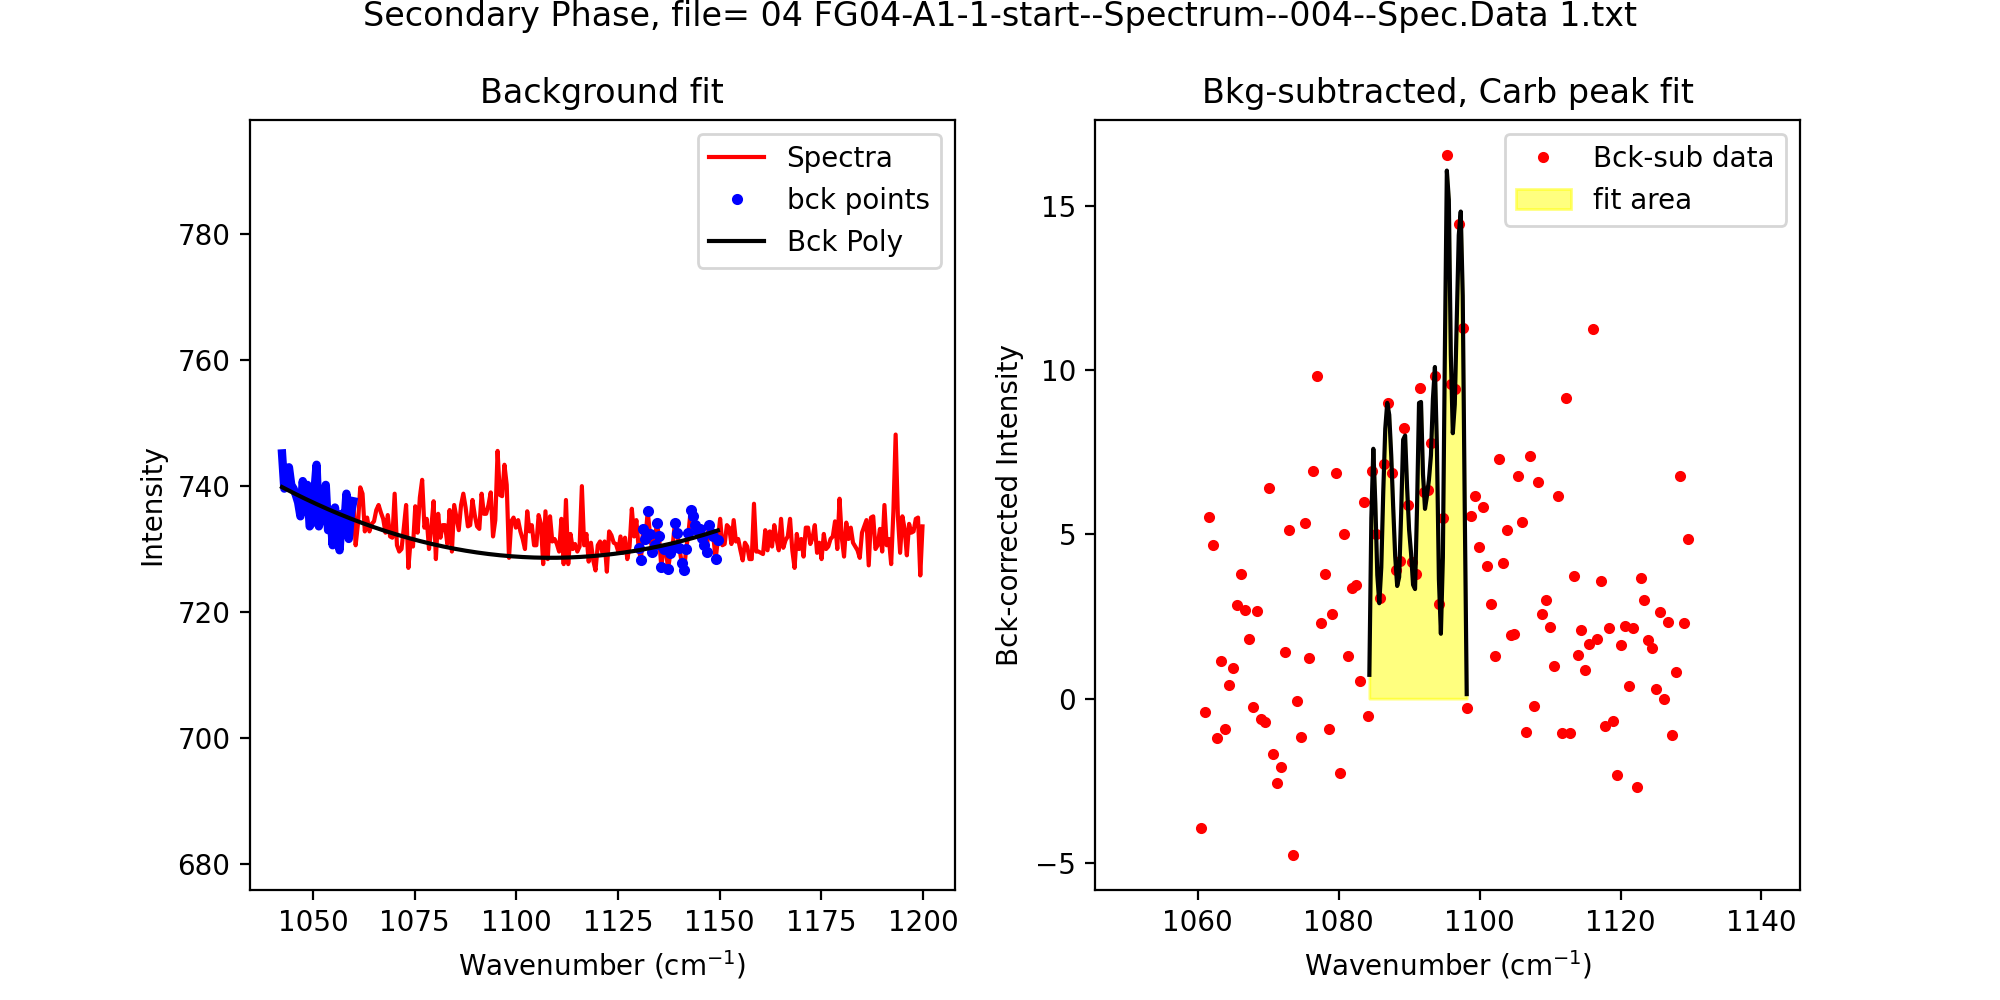 Secondary Phase, file= 04 FG04-A1-1-start--Spectrum--004--Spec.Data 1.txt
Background fit
Spectra
bck points
Bck Poly
Intensity
780
760
740
720
700
680
1050 1075 1100 1125 1150 1175 1200
Wavenumber (cm⁻¹)
Bkg-subtracted, Carb peak fit
Bck-sub data
fit area
Bck-corrected Intensity
15
10
5
0
−5
1060 1080 1100 1120 1140
Wavenumber (cm⁻¹)